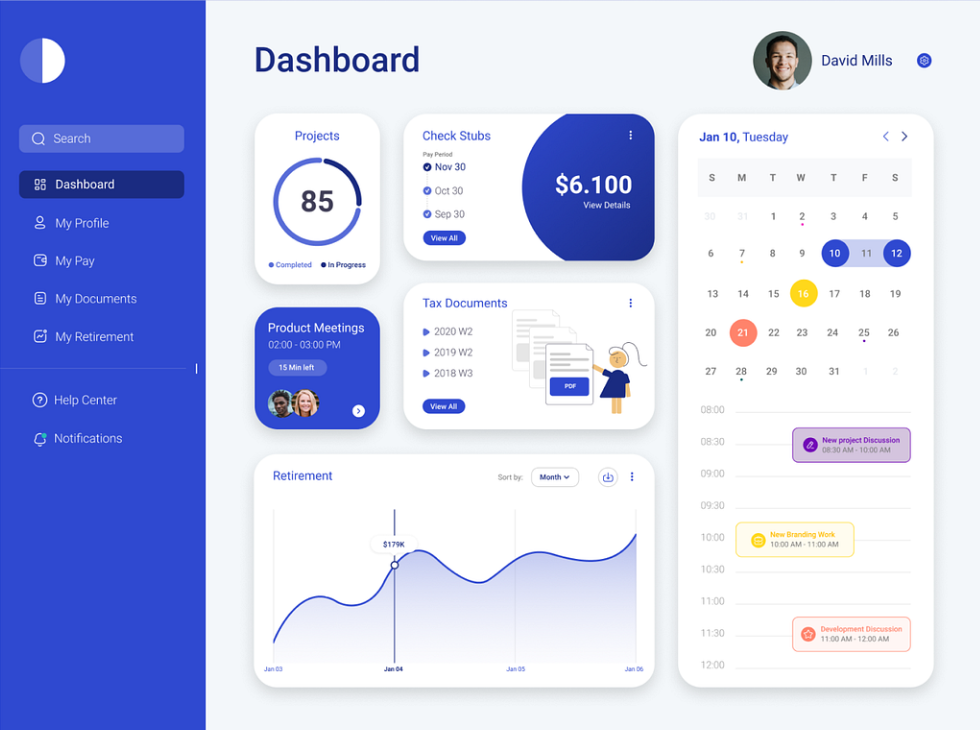 Search
Dashboard
My Profile
My Pay
My Documents
My Retirement
Help Center
Notifications
Dashboard
David Mills
Projects
85
Completed In Progress
Check Stubs
Pay Period
Nov 30
Oct 30
Sep 30
View All
$6.100
View Details
Product Meetings
02:00 - 03:00 PM
15 Min left
Tax Documents
2020 W2
2019 W2
2018 W3
View All
PDF
Retirement
Sort by: Month
$179K
Jan 03 Jan 04 Jan 05 Jan 06
Jan 10, Tuesday
S M T W T F S
30 31 1 2 3 4 5
6 7 8 9 10 11 12
13 14 15 16 17 18 19
20 21 22 23 24 25 26
27 28 29 30 31 1 2
08:00
08:30
New project Discussion
08:30 AM - 10:00 AM
09:00
09:30
10:00
New Branding Work
10:00 AM - 11:00 AM
10:30
11:00
11:30
Development Discussion
11:00 AM - 12:00 AM
12:00